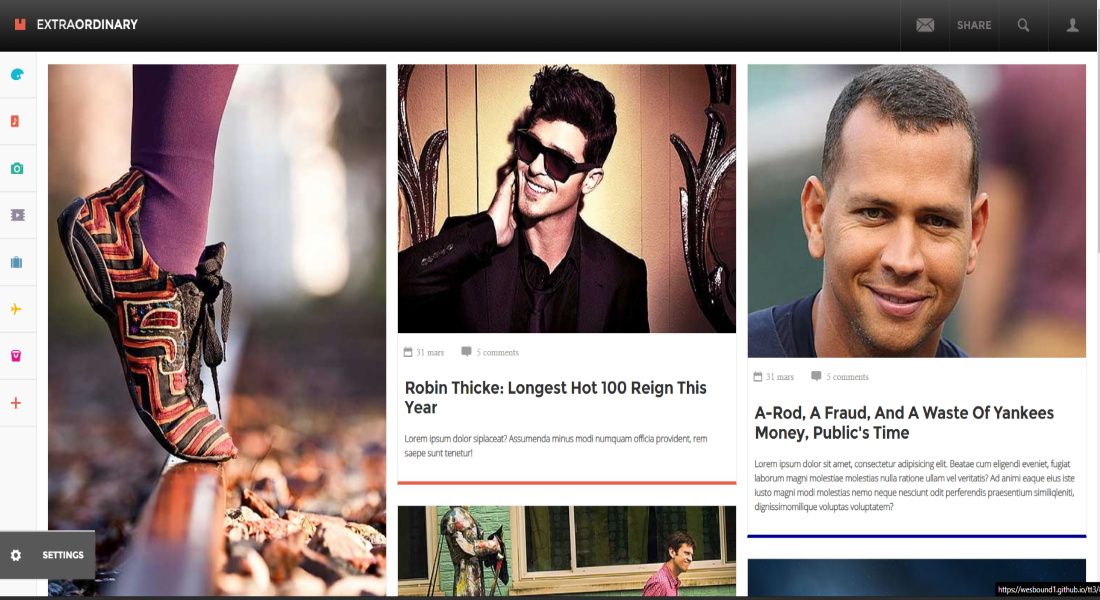 EXTRAORDINARY
SHARE
31 mars 5 comments
Robin Thicke: Longest Hot 100 Reign This
Year
Lorem ipsum dolor siplaceat? Assumenda minus modi numquam officia provident, rem
saepe sunt tenetur!
31 mars 5 comments
A-Rod, A Fraud, And A Waste Of Yankees
Money, Public's Time
Lorem ipsum dolor sit amet, consectetur adipisicing elit. Beatae cum eligendi eveniet, fugiat
laborum magni molestiae molestias nulla ratione ullam vel veritatis? Ad animi eaque eius iste
iusto magni modi molestias nemo neque nesciunt odit perferendis praesentium similiqleniti,
dignissimomilique voluptas voluptatem?
SETTINGS
https://wesbound1.github.io/tt3/